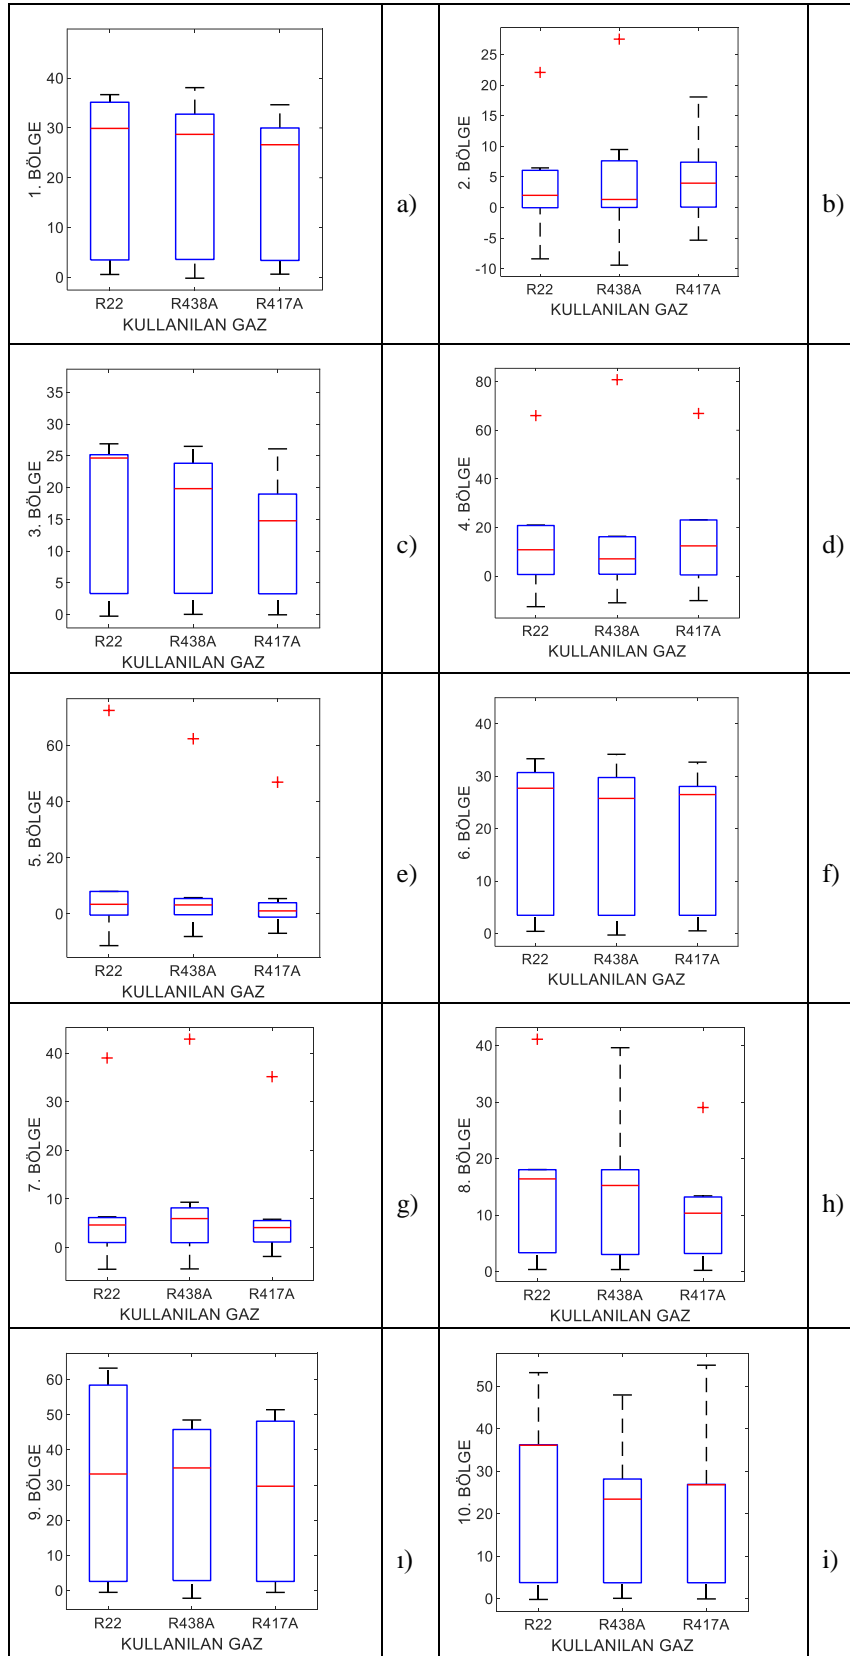 40
30
20
10
0
1. BÖLGE
R22 R438A R417A
KULLANILAN GAZ
a)
25
20
15
10
5
0
-5
-10
2. BÖLGE
R22 R438A R417A
KULLANILAN GAZ
b)
35
30
25
20
15
10
5
0
3. BÖLGE
R22 R438A R417A
KULLANILAN GAZ
c)
80
60
40
20
0
4. BÖLGE
R22 R438A R417A
KULLANILAN GAZ
d)
60
40
20
0
5. BÖLGE
R22 R438A R417A
KULLANILAN GAZ
e)
40
30
20
10
0
6. BÖLGE
R22 R438A R417A
KULLANILAN GAZ
f)
40
30
20
10
0
7. BÖLGE
R22 R438A R417A
KULLANILAN GAZ
g)
40
30
20
10
0
8. BÖLGE
R22 R438A R417A
KULLANILAN GAZ
h)
60
50
40
30
20
10
0
9. BÖLGE
R22 R438A R417A
KULLANILAN GAZ
ı)
50
40
30
20
10
0
10. BÖLGE
R22 R438A R417A
KULLANILAN GAZ
i)